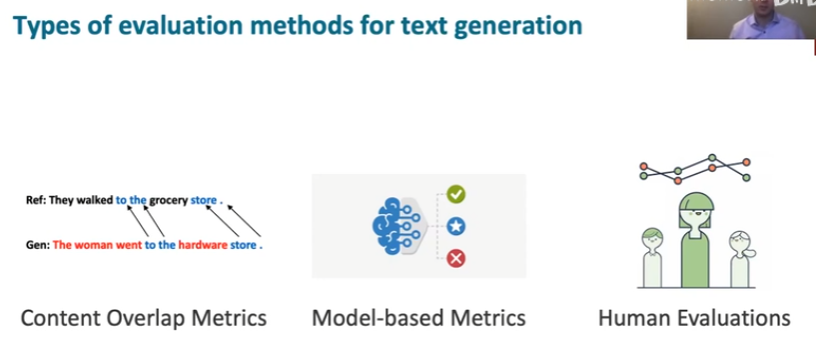 Types of evaluation methods for text generation
Ref: They walked to the grocery store .
Gen: The woman went to the hardware store .
Content Overlap Metrics
Model-based Metrics
Human Evaluations